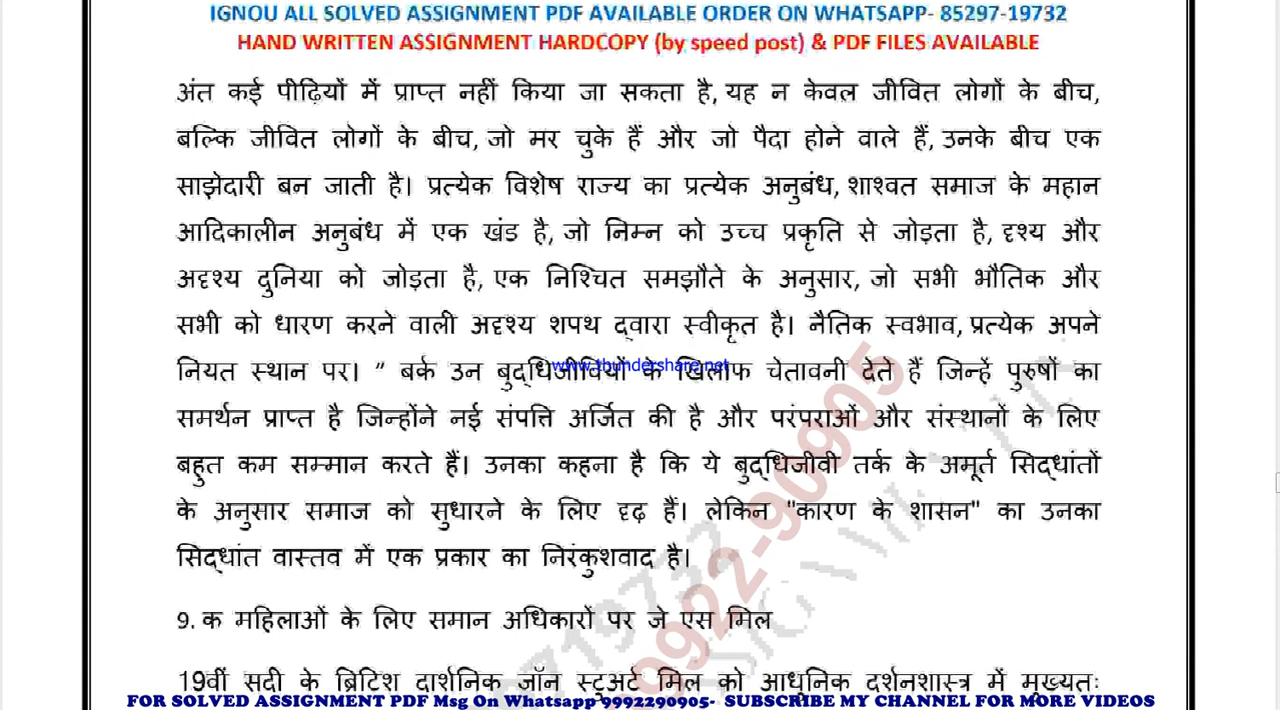 IGNOU ALL SOLVED ASSIGNMENT PDF AVAILABLE ORDER ON WHATSAPP- 85297-19732
HAND WRITTEN ASSIGNMENT HARDCOPY (by speed post) & PDF FILES AVAILABLE
अंत कई पीढ़ियों में प्राप्त नहीं किया जा सकता है, यह न केवल जीवित लोगों के बीच,
बल्कि जीवित लोगों के बीच, जो मर चुके हैं और जो पैदा होने वाले हैं, उनके बीच एक
साझेदारी बन जाती है। प्रत्येक विशेष राज्य का प्रत्येक अनुबंध, शाश्वत समाज के महान
आदिकालीन अनुबंध में एक खंड है, जो निम्न को उच्च प्रकृति से जोड़ता है, दृश्य और
अदृश्य दुनिया को जोड़ता है, एक निश्चित समझौते के अनुसार, जो सभी भौतिक और
सभी को धारण करने वाली अदृश्य शपथ द्वारा स्वीकृत है। नैतिक स्वभाव, प्रत्येक अपने
नियत स्थान पर। ” बर्क उन बुद्धिजीवियों के खिलाफ चेतावनी देते हैं जिन्हें पुरुषों का
www.thundershare.net
समर्थन प्राप्त है जिन्होंने नई संपत्ति अर्जित की है और परंपराओं और संस्थानों के लिए
बहुत कम सम्मान करते हैं। उनका कहना है कि ये बुद्धिजीवी तर्क के अमूर्त सिद्धांतों
के अनुसार समाज को सुधारने के लिए दृढ़ हैं। लेकिन "कारण के शासन" का उनका
सिद्धांत वास्तव में एक प्रकार का निरंकुशवाद है।
9. क महिलाओं के लिए समान अधिकारों पर जे एस मिल
19वीं सदी के ब्रिटिश दार्शनिक जॉन स्टुअर्ट मिल को आधुनिक दर्शनशास्त्र में मुख्यतः
FOR SOLVED ASSIGNMENT PDF Msg On Whatsapp 9992290905- SUBSCRIBE MY CHANNEL FOR MORE VIDEOS